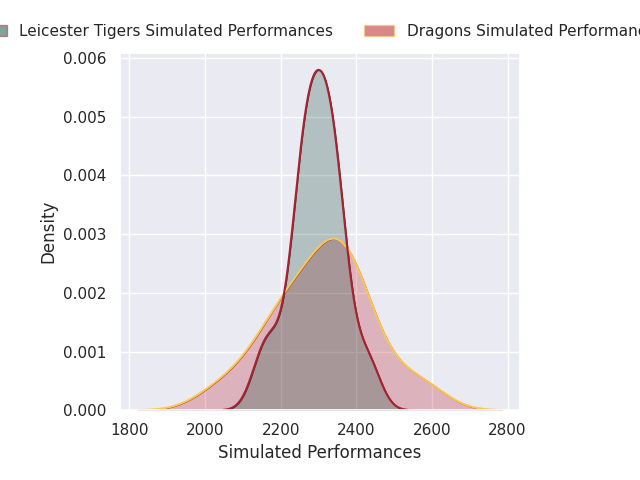 Leicester Tigers Simulated Performances
Dragons Simulated
0.006
0.005
0.004
0.003
0.002
0.001
0.000
Density
1800 2000 2200 2400 2600 2800
Simulated Performances